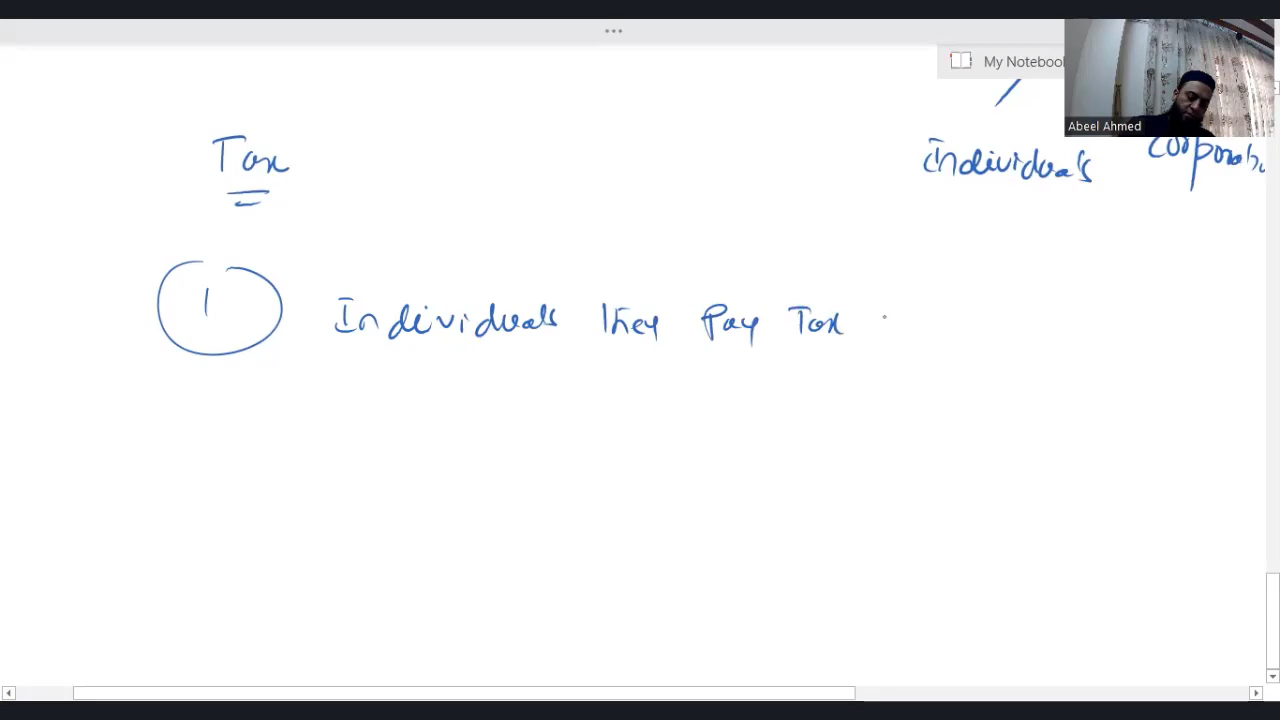 My Notebook
Abeel Ahmed
Tax
Individuals
1
Individuals they Pay Tax